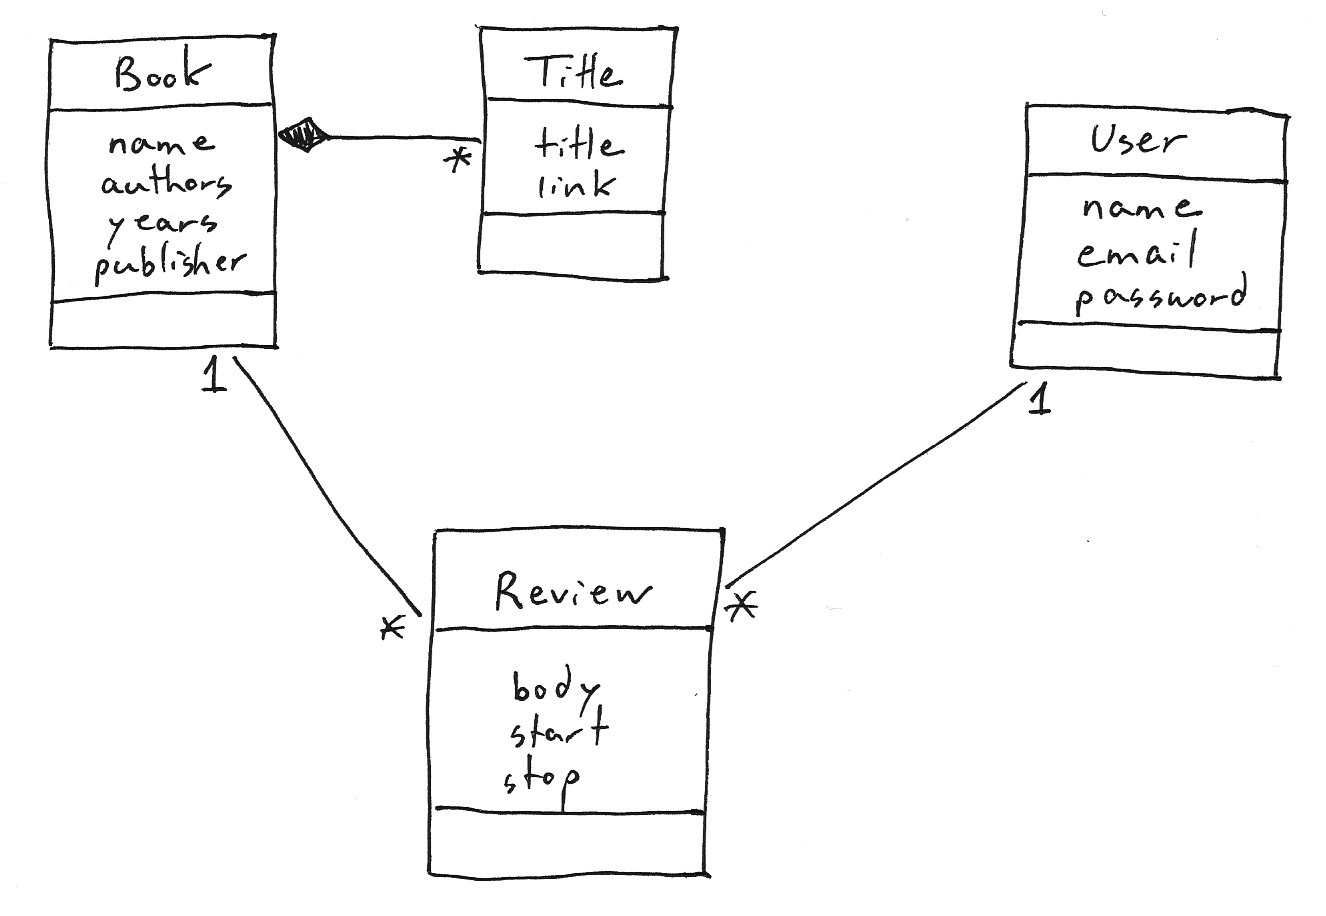 Book
name
authors
years
publisher
1
*
Title
title
link
User
name
email
password
1
*
*
Review
body
start
stop